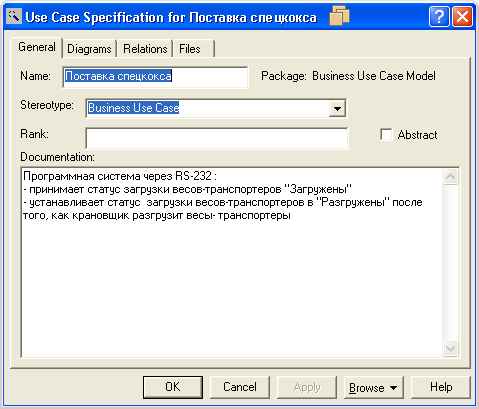 Use Case Specification for Поставка спецкокса
General Diagrams Relations Files
Name: Поставка спецкокса Package: Business Use Case Model
Stereotype: Business Use Case
Rank: Abstract
Documentation:
Программная система через RS-232 :
- принимает статус загрузки весов-транспортеров "Загружены"
- устанавливает статус загрузки весов-транспортеров в "Разгружены" после
того, как крановщик разгрузит весы- транспортеры
OK Cancel Apply Browse Help